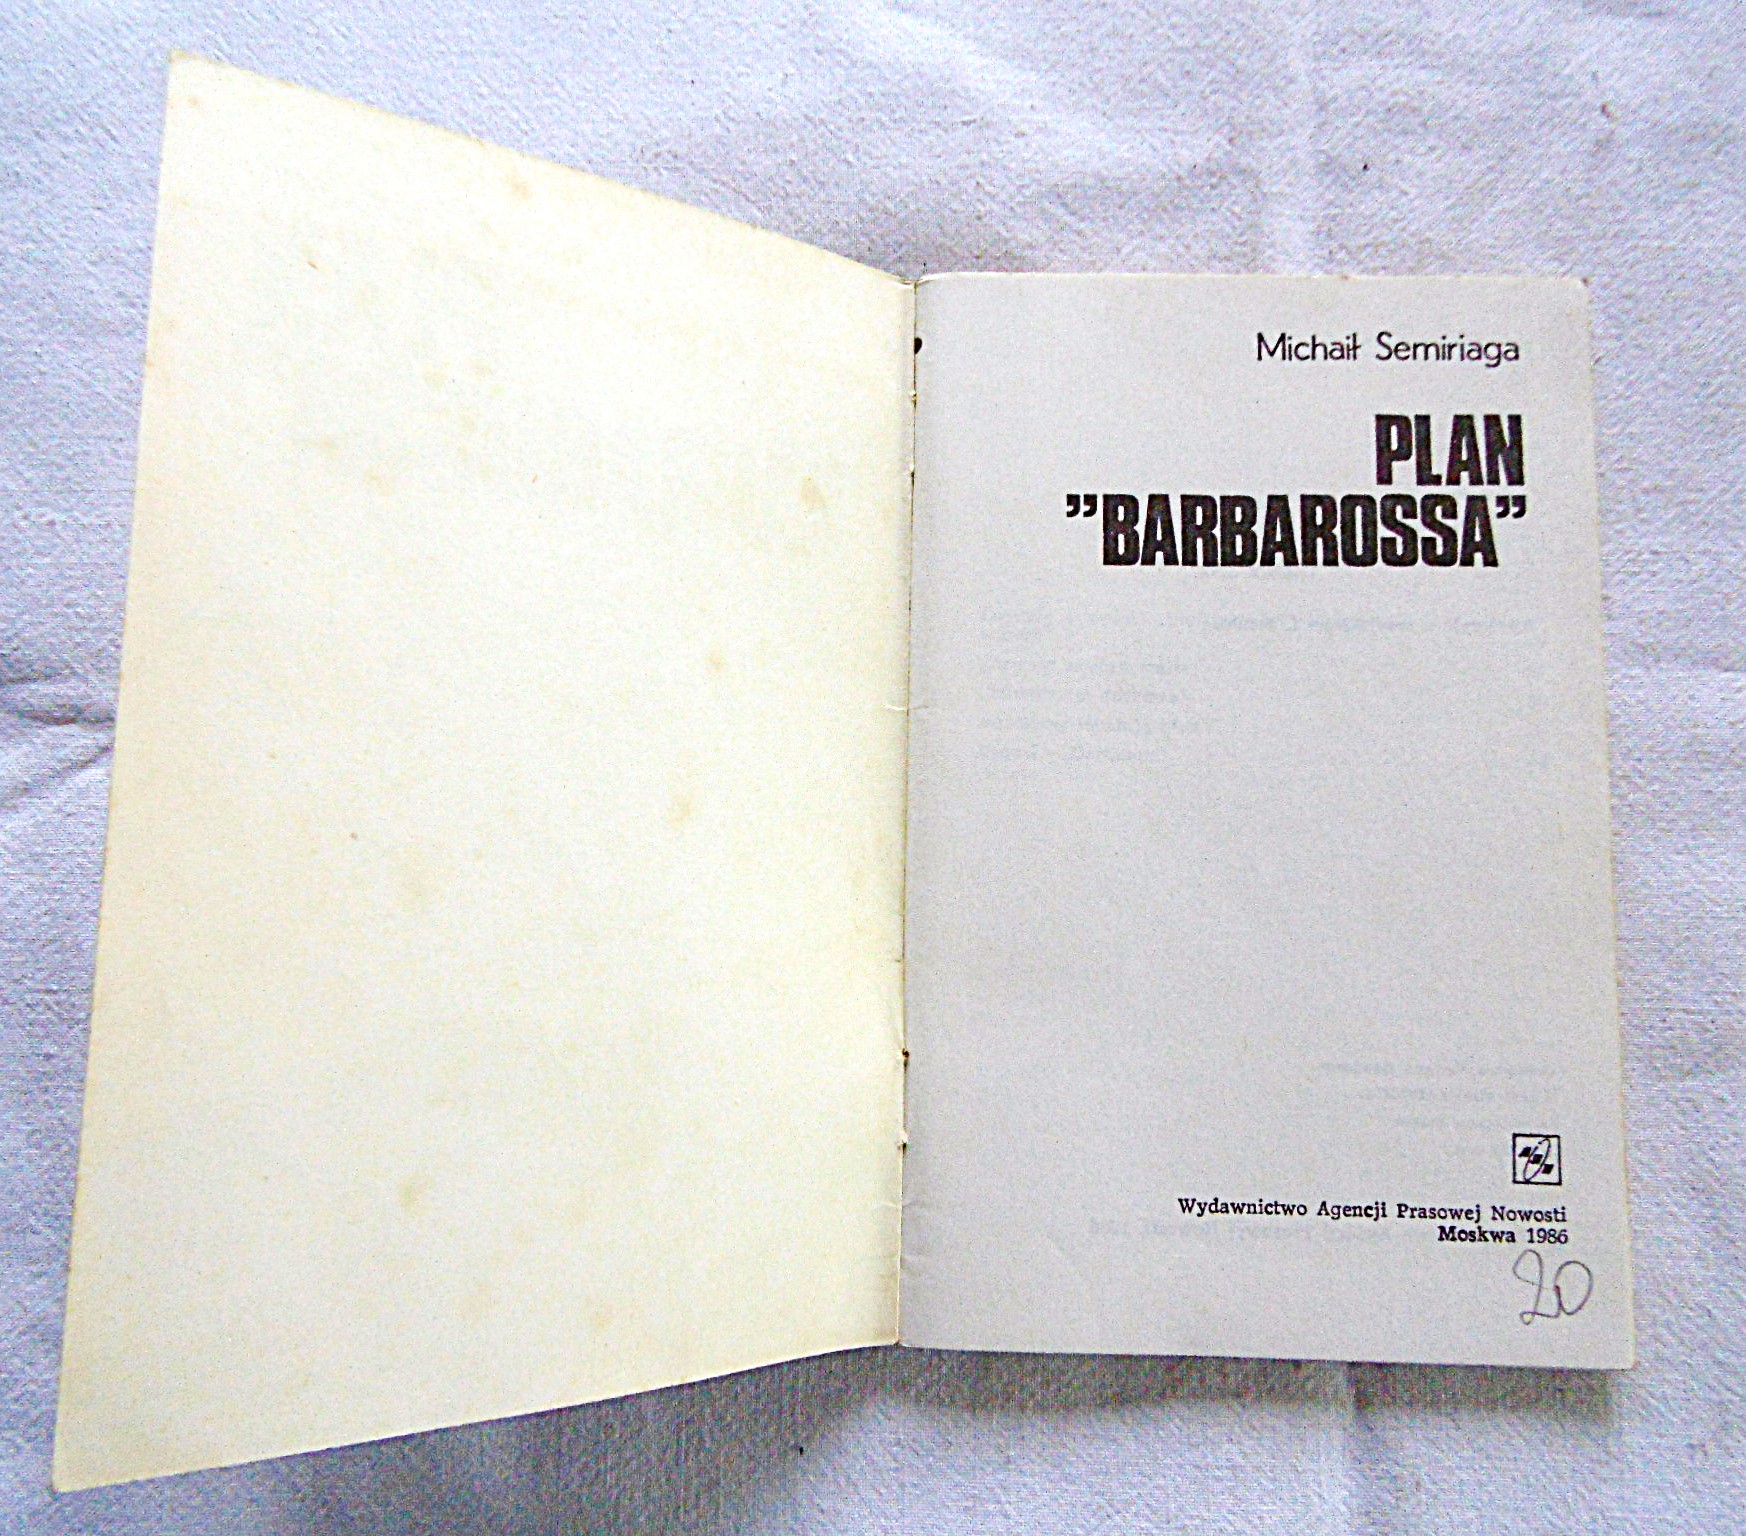 Michaił Semiriaga
PLAN
”BARBAROSSA”
Wydawnictwo Agencji Prasowej Nowosti
Moskwa 1986
20